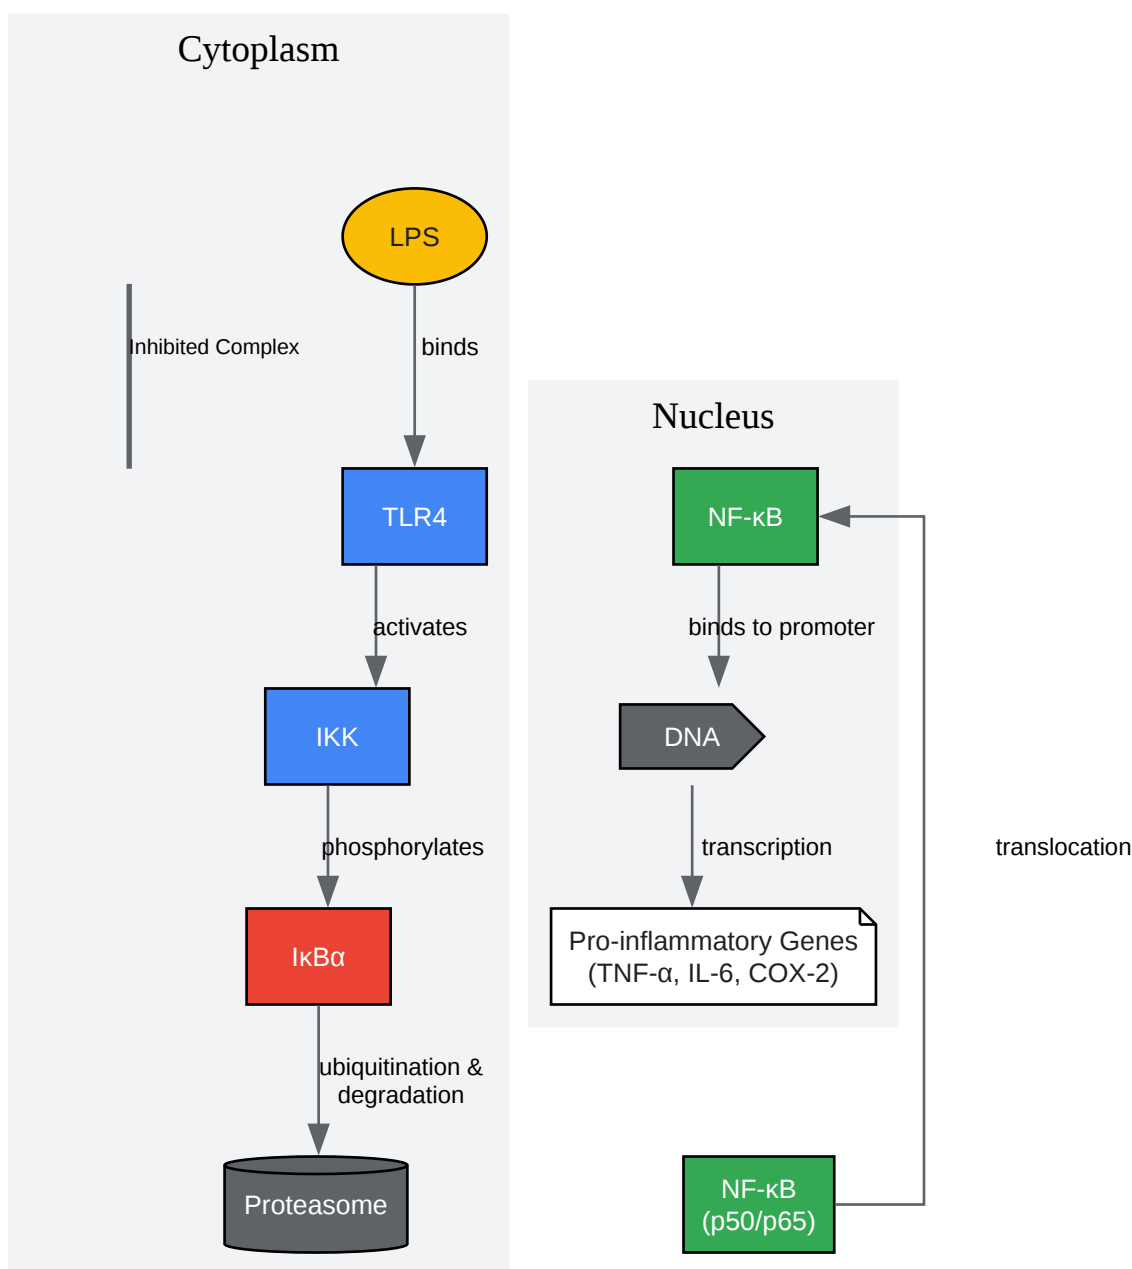 Cytoplasm
LPS
Inhibited Complex
binds
TLR4
activates
IKK
phosphorylates
IκBα
ubiquitination &
degradation
Proteasome
Nucleus
NF-κB
binds to promoter
DNA
transcription
Pro-inflammatory Genes
(TNF-α, IL-6, COX-2)
translocation
NF-κB
(p50/p65)